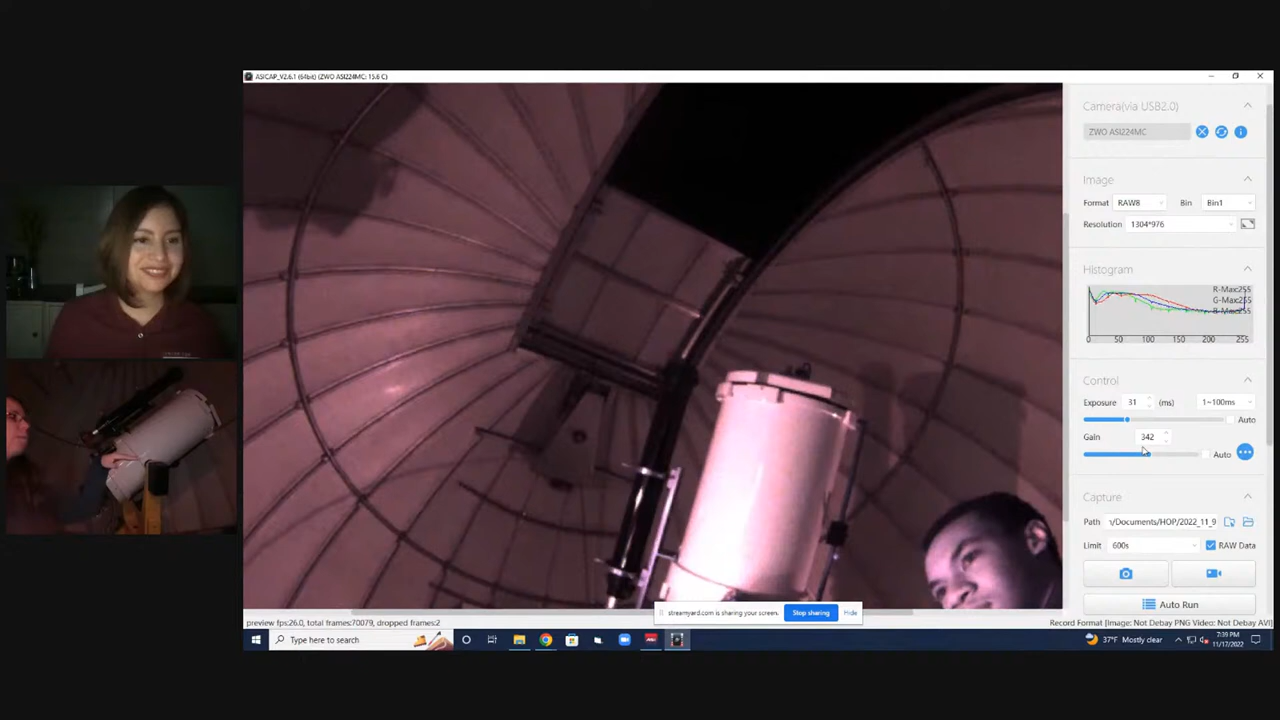 ASICAP_V2.6.1 (64bit) (ZWO ASI224MC: 15.6 C)
Camera(via USB2.0)
ZWO ASI224MC
Image
Format RAW8 Bin Bin1
Resolution 1304*976
Histogram
R-Max:255
G-Max:255
B-Max:255
0 50 100 150 200 255
Control
Exposure 31 (ms) 1~100ms
Auto
Gain 342
Auto
Capture
Path ı/Documents/HOP/2022_11_9
Limit 600s RAW Data
Auto Run
streamyard.com is sharing your screen. Stop sharing Hide
preview fps:26.0, total frames:70079, dropped frames:2
Record Format [Image: Not Debay PNG Video: Not Debay AVI]
Type here to search
37°F Mostly clear
7:39 PM
11/17/2022